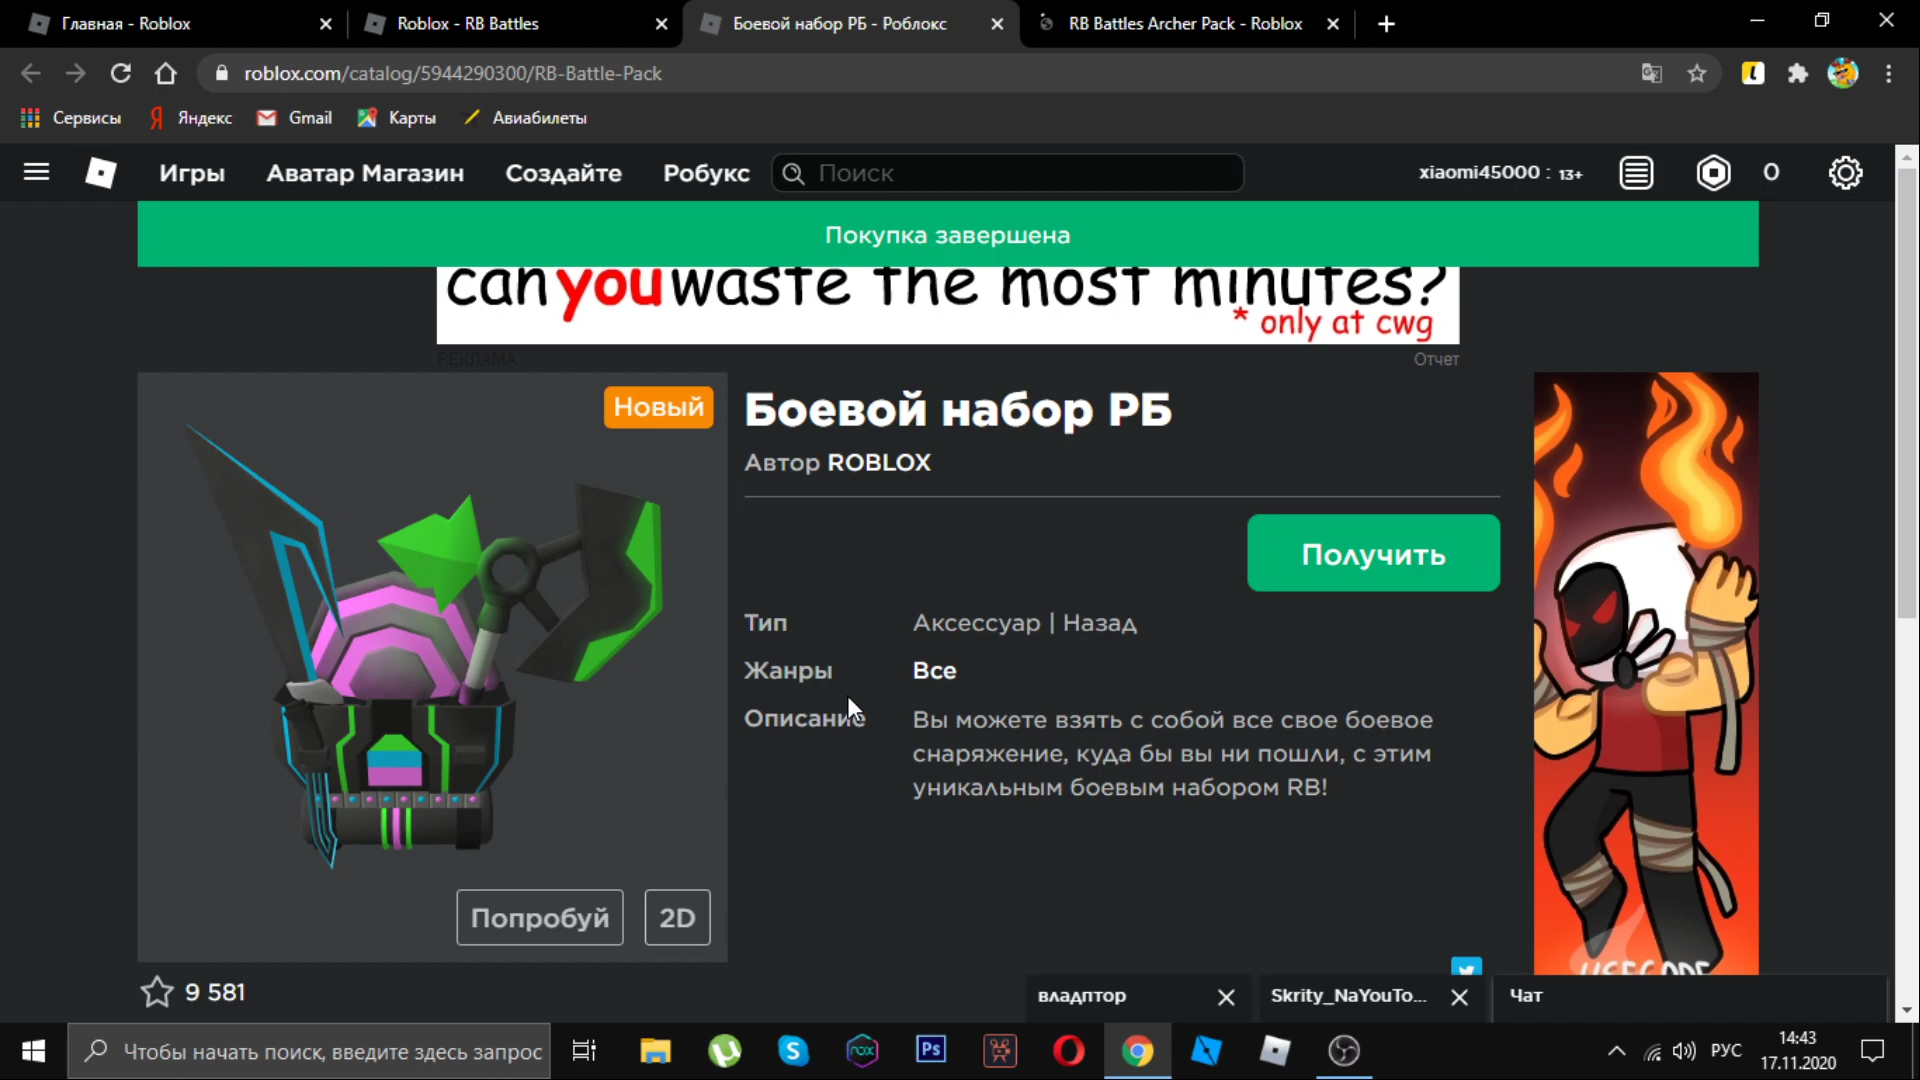 Главная - Roblox
Roblox - RB Battles
Боевой набор РБ - Роблокс
RB Battles Archer Pack - Roblox
roblox.com/catalog/5944290300/RB-Battle-Pack
Сервисы
Яндекс
Gmail
Карты
Авиабилеты
Игры
Аватар Магазин
Создайте
Робукс
Поиск
xiaomi45000 : 13+
0
Покупка завершена
can you waste the most minutes?
* only at cwg
РЕКЛАМА
Отчет
Новый
Боевой набор РБ
Автор ROBLOX
Получить
Тип
Аксессуар | Назад
Жанры
Все
Описание
Вы можете взять с собой все свое боевое
снаряжение, куда бы вы ни пошли, с этим
уникальным боевым набором RB!
Попробуй
2D
9 581
владптор
Skrity_NaYouTo...
Чат
Чтобы начать поиск, введите здесь запрос
nox
Ps
РУС
14:43
17.11.2020